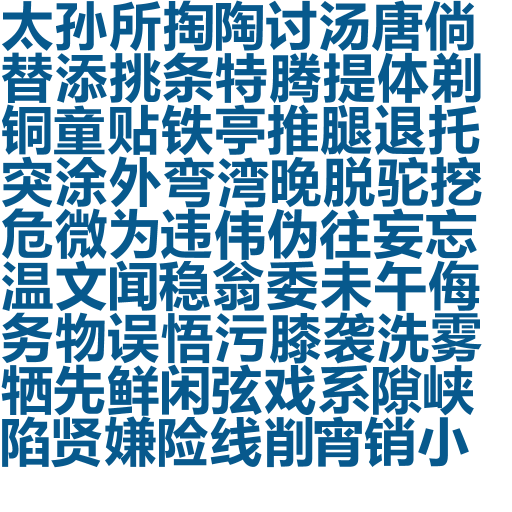 太孙所掏陶讨汤唐倘
替添挑条特腾提体剃
铜童贴铁亭推腿退托
突涂外弯湾晚脱驼挖
危微为违伟伪往妄忘
温文闻稳翁委未午侮
务物误悟污膝袭洗雾
牺先鲜闲弦戏系隙峡
陷贤嫌险线削宵销小